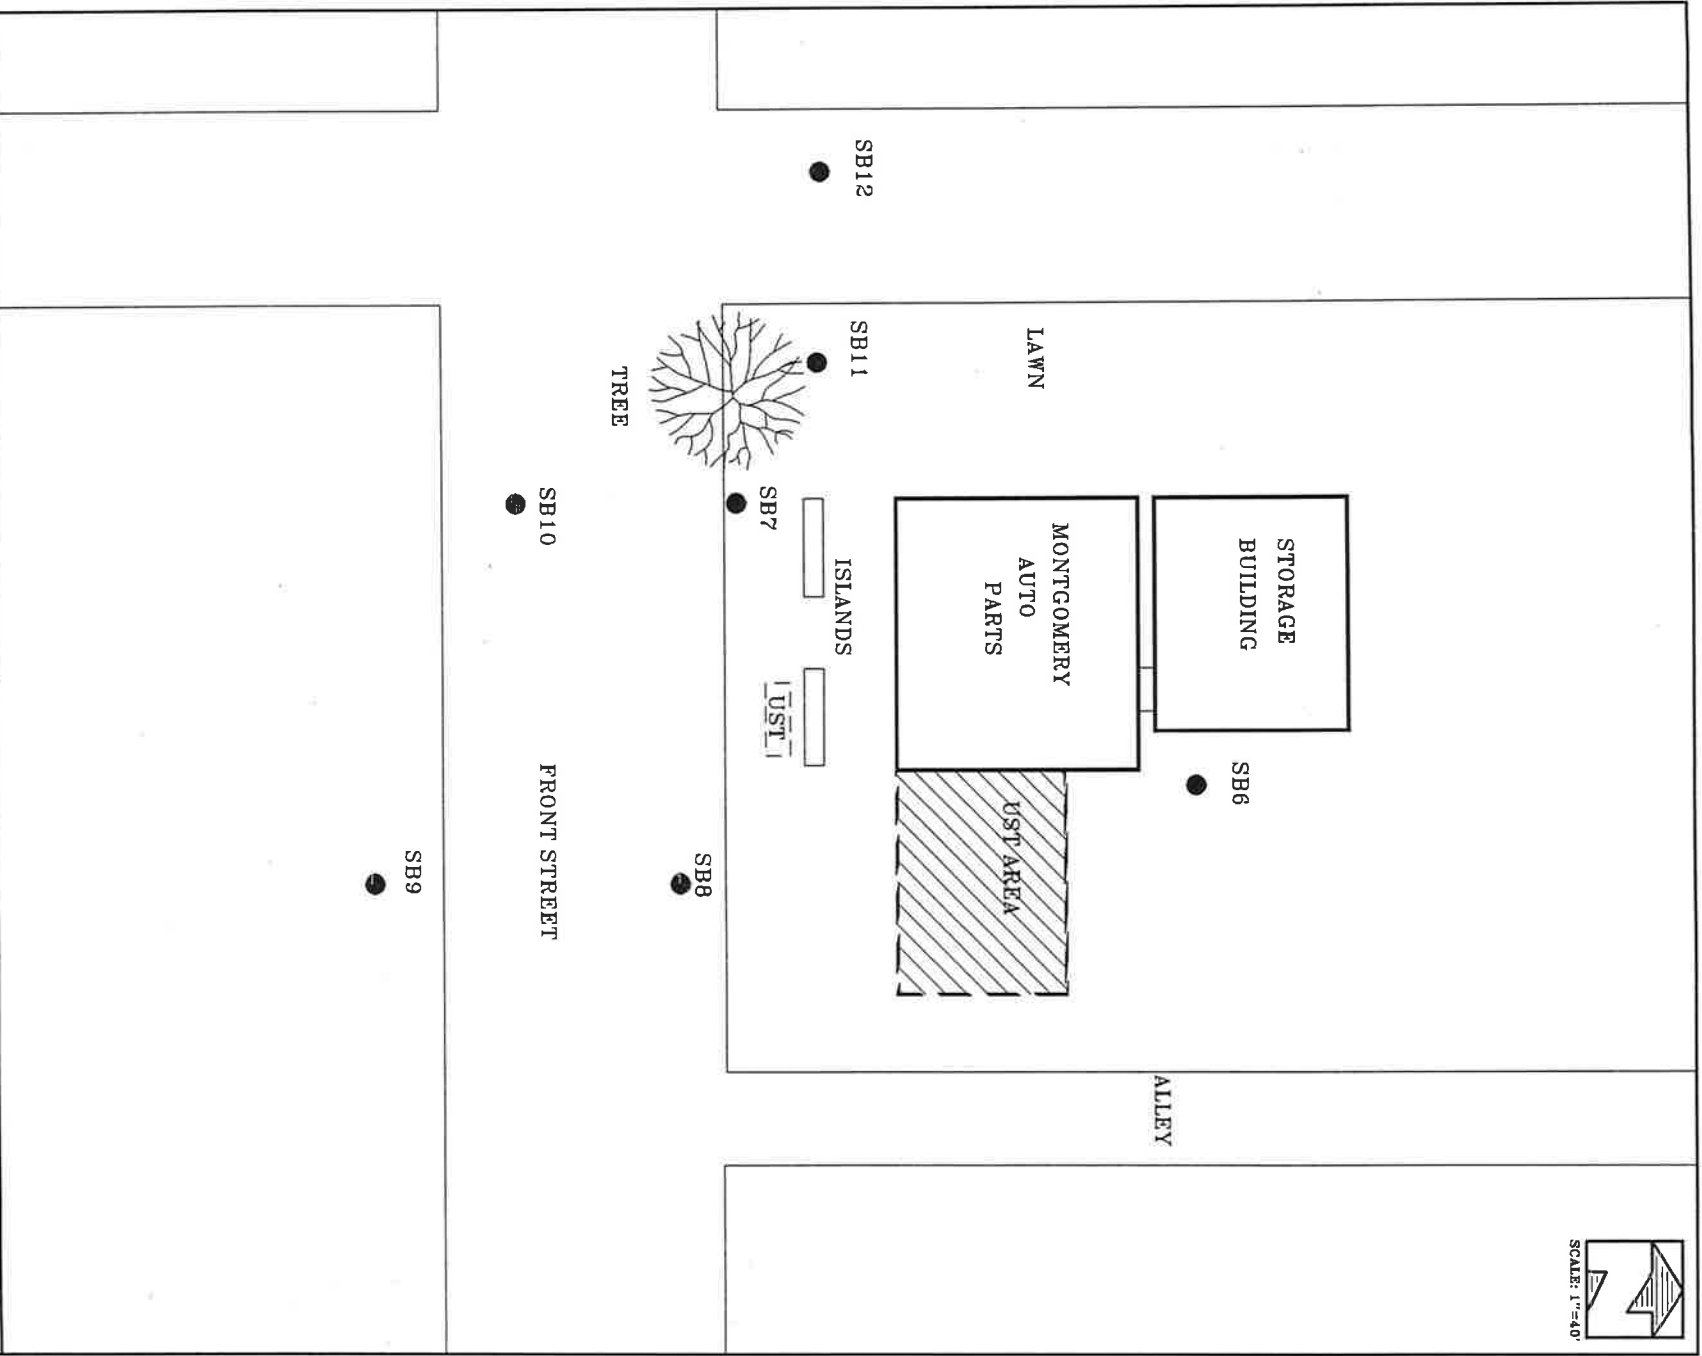 SCALE: 1"=40'
STORAGE
BUILDING
SB6
ALLEY
MONTGOMERY
AUTO
PARTS
LAWN
UST AREA
SB12
SB11
ISLANDS
SB7
UST
SB8
TREE
SB10
FRONT STREET
SB9